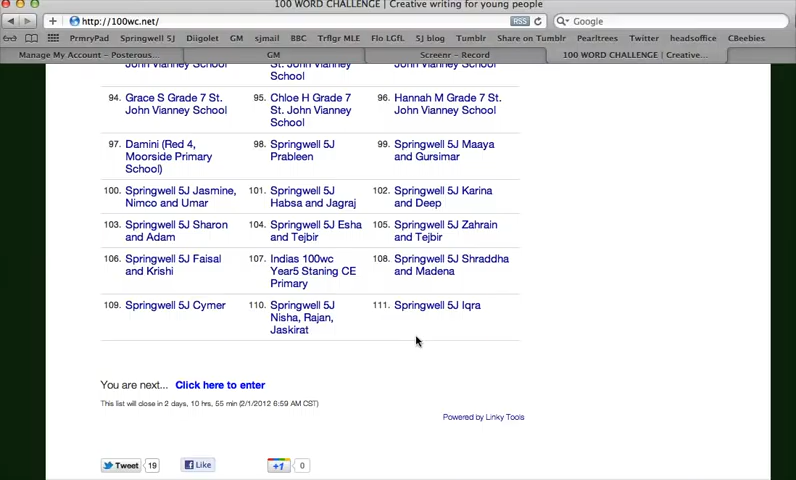 100 WORD CHALLENGE | Creative writing for young people
http://100wc.net/
RSS
Google
PrmryPad Springwell 5J Diigolet GM sjmail BBC Trflgr MLE Flo LGfL 5J blog Tumblr Share on Tumblr Pearltrees Twitter headsoffice CBeebies
Manage My Account – Posterous... GM Screenr – Record 100 WORD CHALLENGE | Creative...
John Vianney School
St. John Vianney
School
John Vianney School
94. Grace S Grade 7 St.
John Vianney School
95. Chloe H Grade 7
St. John Vianney
School
96. Hannah M Grade 7 St.
John Vianney School
97. Damini (Red 4,
Moorside Primary
School)
98. Springwell 5J
Prableen
99. Springwell 5J Maaya
and Gursimar
100. Springwell 5J Jasmine,
Nimco and Umar
101. Springwell 5J
Habsa and Jagraj
102. Springwell 5J Karina
and Deep
103. Springwell 5J Sharon
and Adam
104. Springwell 5J Esha
and Tejbir
105. Springwell 5J Zahrain
and Tejbir
106. Springwell 5J Faisal
and Krishi
107. Indias 100wc
Year5 Staning CE
Primary
108. Springwell 5J Shraddha
and Madena
109. Springwell 5J Cymer
110. Springwell 5J
Nisha, Rajan,
Jaskirat
111. Springwell 5J Iqra
You are next... Click here to enter
This list will close in 2 days, 10 hrs, 55 min (2/1/2012 6:59 AM CST)
Powered by Linky Tools
Tweet 19 Like +1 0